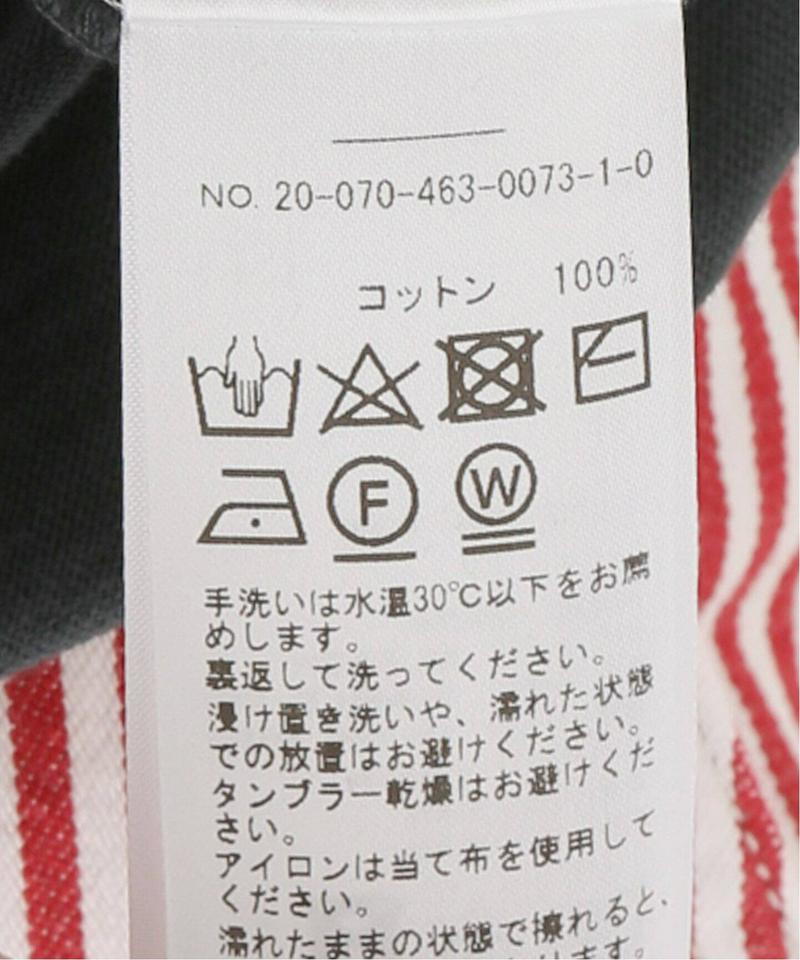 NO. 20-070-463-0073-1-0
コットン 100%
F W
手洗いは水温30℃以下をお薦
めします。
裏返して洗ってください。
浸け置き洗いや、濡れた状態
での放置はお避けください。
タンブラー乾燥はお避けくだ
さい。
アイロンは当て布を使用して
ください。
濡れたままの状態で擦れると、
ります。